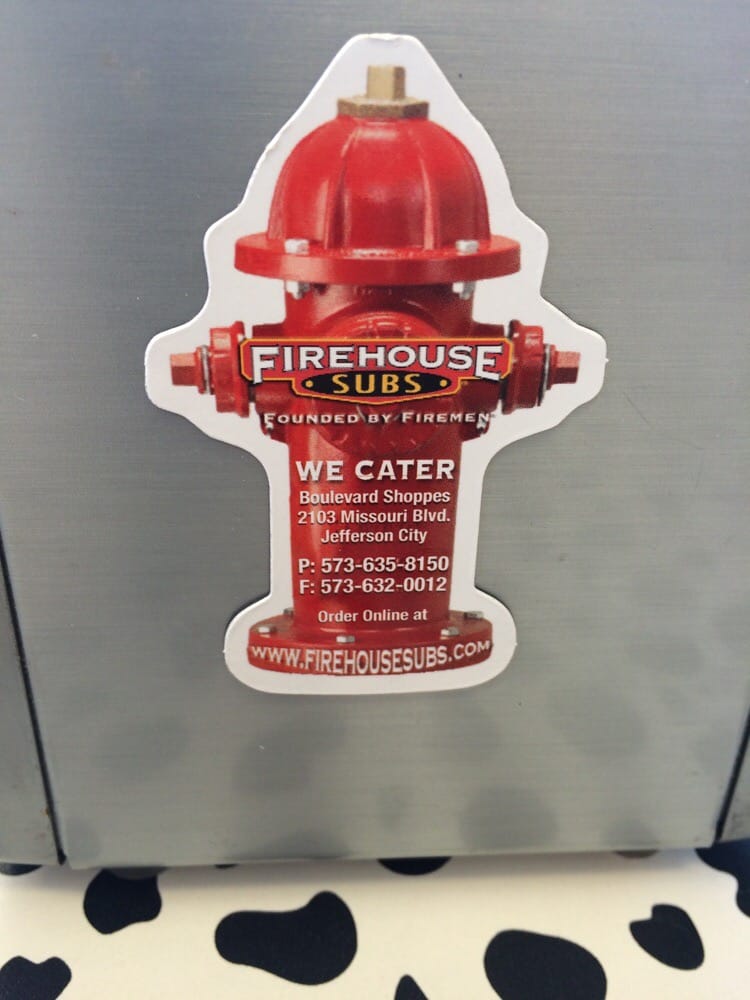 FIREHOUSE
SUBS
FOUNDED BY FIREMEN
WE CATER
Boulevard Shoppes
2103 Missouri Blvd.
Jefferson City
P: 573-635-8150
F: 573-632-0012
Order Online at
WWW.FIREHOUSESUBS.COM